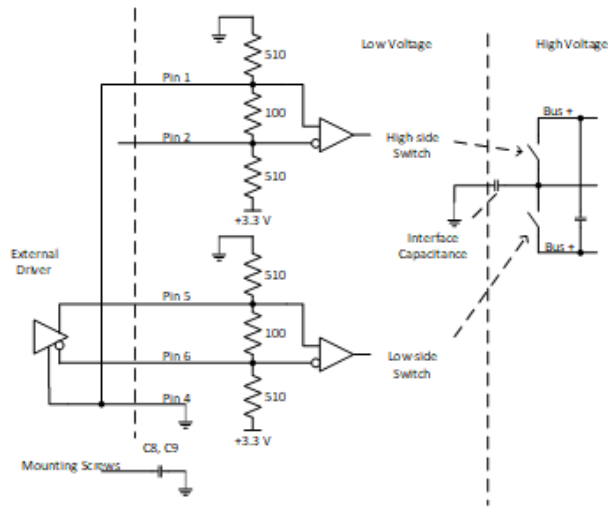 510
Low Voltage
High Voltage
Pin 1
100
Bus +
Pin 2
High-side
Switch
510
+3.3 V
Interface
Capacitance
Bus +
External
Driver
510
Pin 5
100
Pin 6
Low-side
Switch
510
Pin 4
+3.3 V
C8, C9
Mounting Screws